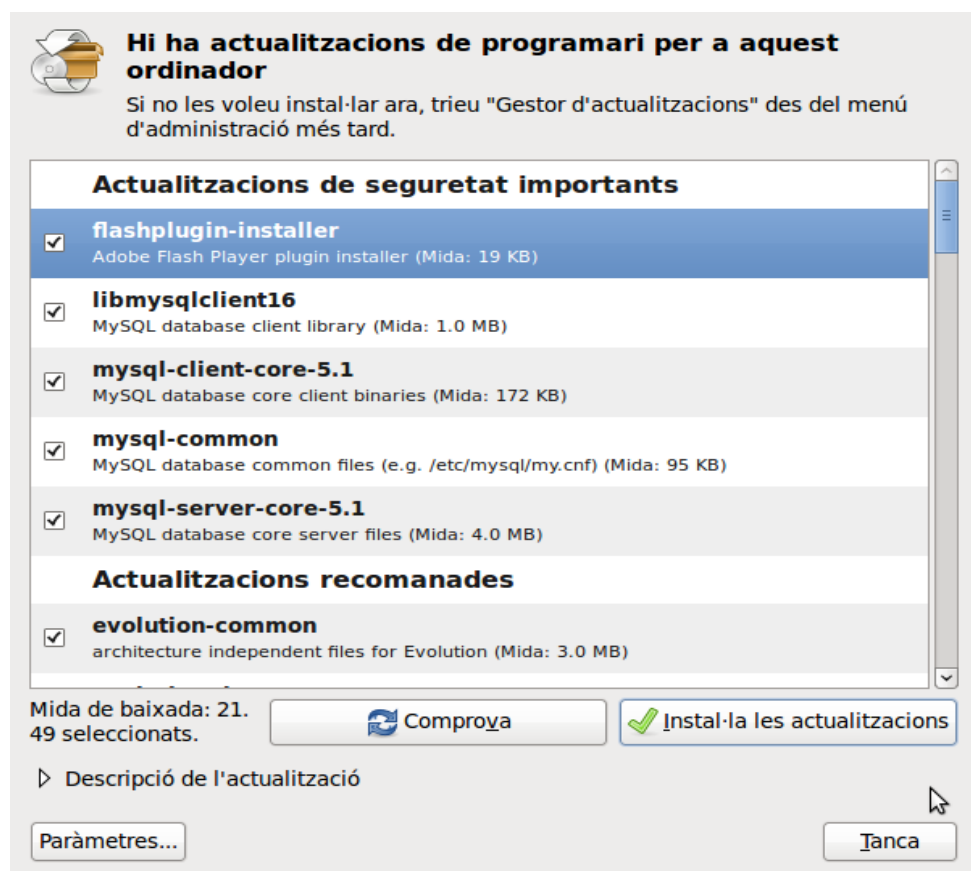 Hi ha actualitzacions de programari per a aquest
ordinador
Si no les voleu instal·lar ara, trieu "Gestor d'actualitzacions" des del menú
d'administració més tard.
Actualitzacions de seguretat importants
flashplugin-installer
Adobe Flash Player plugin installer (Mida: 19 KB)
libmysqlclient16
MySQL database client library (Mida: 1.0 MB)
mysql-client-core-5.1
MySQL database core client binaries (Mida: 172 KB)
mysql-common
MySQL database common files (e.g. /etc/mysql/my.cnf) (Mida: 95 KB)
mysql-server-core-5.1
MySQL database core server files (Mida: 4.0 MB)
Actualitzacions recomanades
evolution-common
architecture independent files for Evolution (Mida: 3.0 MB)
Mida de baixada: 21.
49 seleccionats.
Comprova
Instal·la les actualitzacions
Descripció de l'actualització
Paràmetres...
Tanca